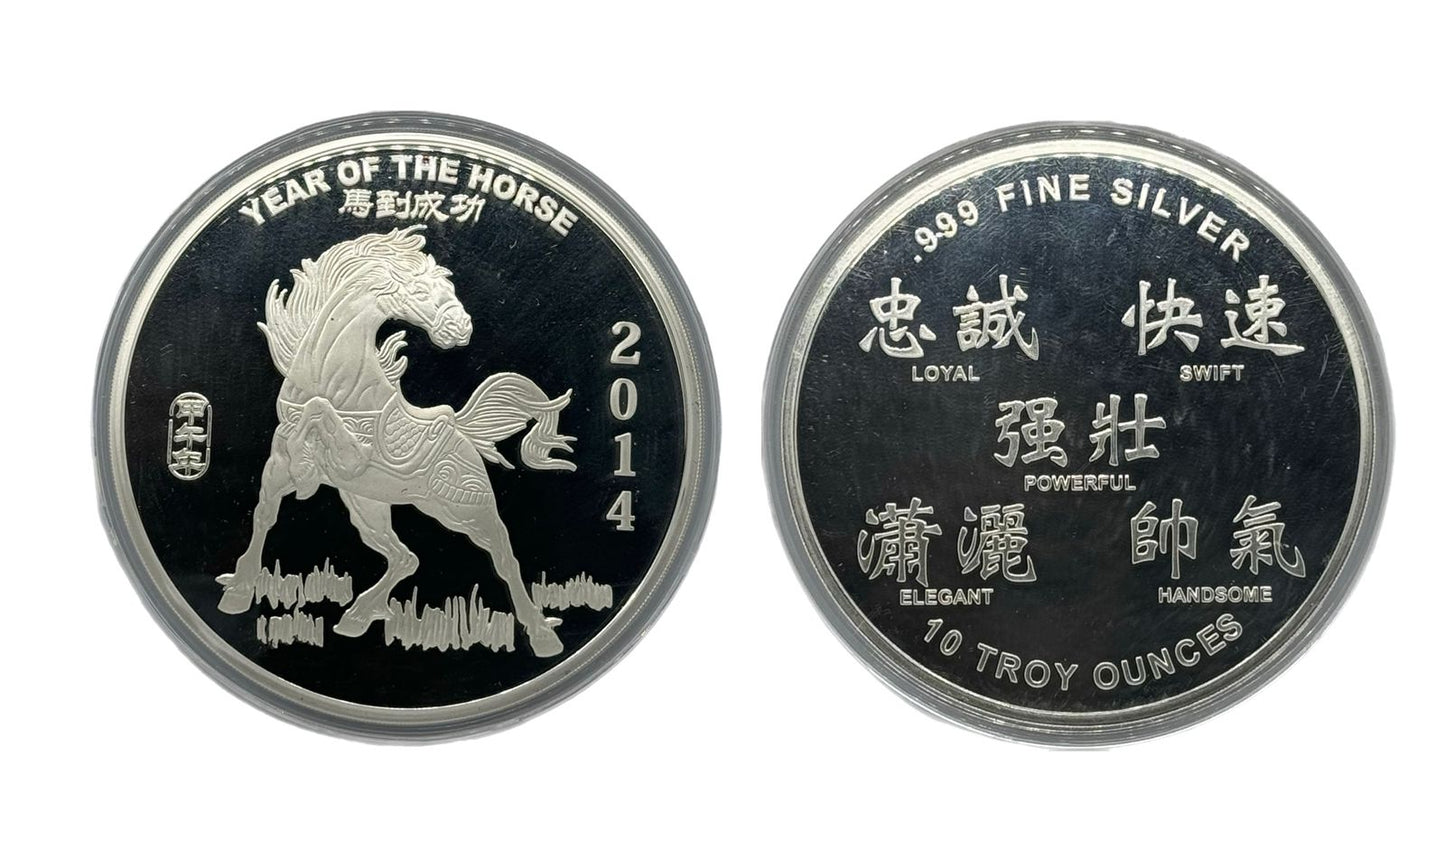 YEAR OF THE HORSE
馬到成功
2014
甲午年
.999 FINE SILVER
忠誠
LOYAL
快速
SWIFT
强壯
POWERFUL
瀟灑
ELEGANT
帥氣
HANDSOME
10 TROY OUNCES